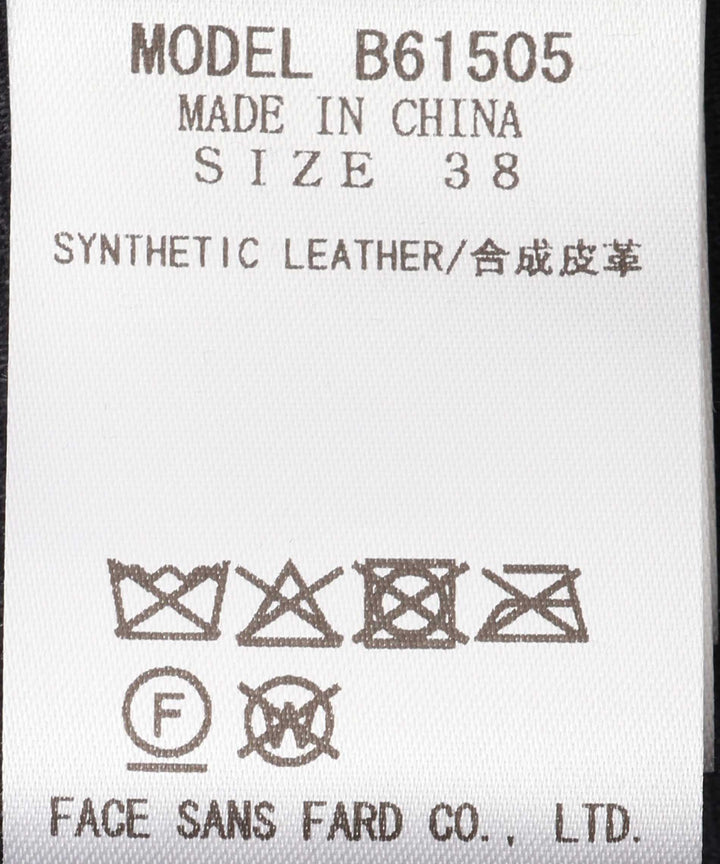 MODEL B61505
MADE IN CHINA
SIZE 38
SYNTHETIC LEATHER/合成皮革
F W
FACE SANS FARD CO., LTD.